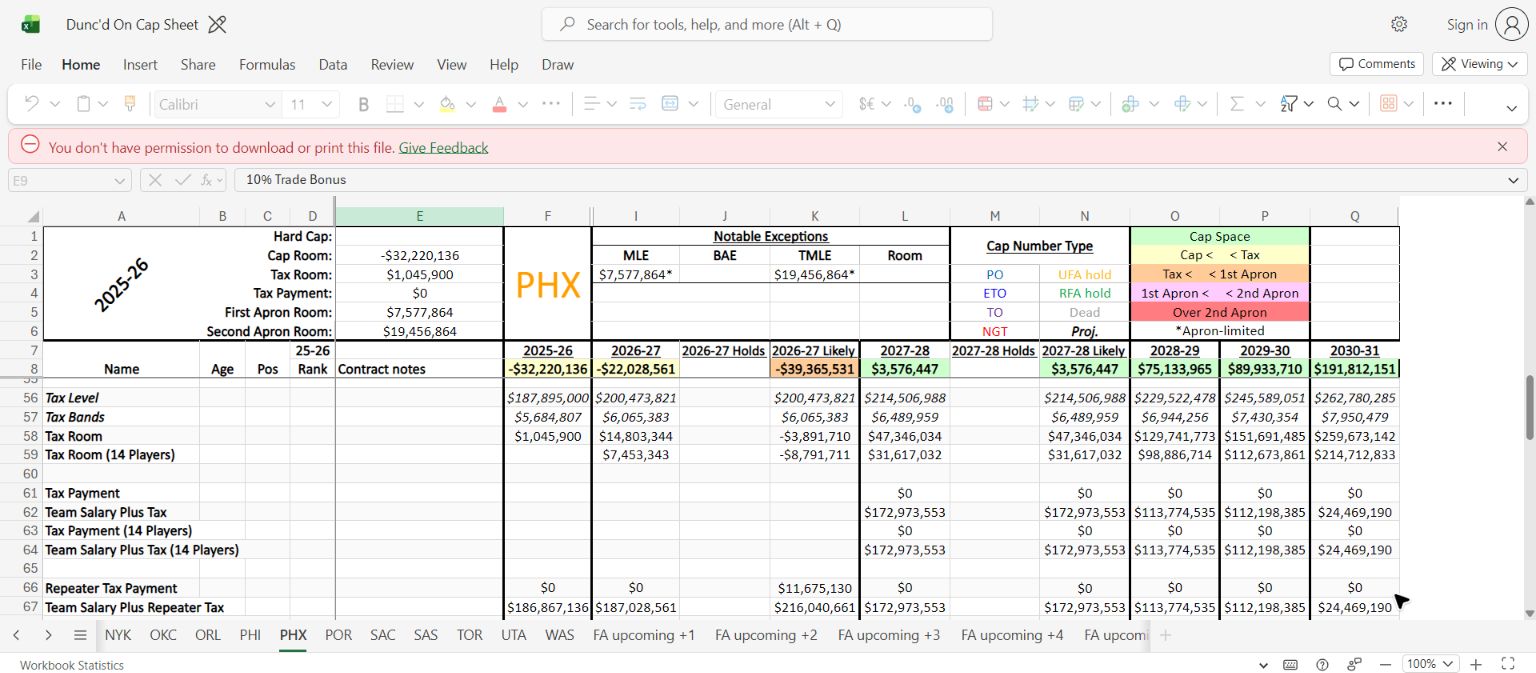 Dunc'd On Cap Sheet
Search for tools, help, and more (Alt + Q)
Sign in
File Home Insert Share Formulas Data Review View Help Draw
Comments Viewing
Calibri 11 B General $€ .0 .00
You don't have permission to download or print this file. Give Feedback
E9 fx 10% Trade Bonus
A B C D E F I J K L M N O P Q
1 Hard Cap: Notable Exceptions Cap Space
2 Cap Room: -$32,220,136 MLE BAE TMLE Room Cap Number Type Cap < < Tax
3 2025-26 Tax Room: $1,045,900 PHX $7,577,864* $19,456,864* PO UFA hold Tax < < 1st Apron
4 Tax Payment: $0 ETO RFA hold 1st Apron < < 2nd Apron
5 First Apron Room: $7,577,864 TO Dead Over 2nd Apron
6 Second Apron Room: $19,456,864 NGT Proj. *Apron-limited
7 25-26 2025-26 2026-27 2026-27 Holds 2026-27 Likely 2027-28 2027-28 Holds 2027-28 Likely 2028-29 2029-30 2030-31
8 Name Age Pos Rank Contract notes -$32,220,136 -$22,028,561 -$39,365,531 $3,576,447 $3,576,447 $75,133,965 $89,933,710 $191,812,151
56 Tax Level $187,895,000 $200,473,821 $200,473,821 $214,506,988 $214,506,988 $229,522,478 $245,589,051 $262,780,285
57 Tax Bands $5,684,807 $6,065,383 $6,065,383 $6,489,959 $6,489,959 $6,944,256 $7,430,354 $7,950,479
58 Tax Room $1,045,900 $14,803,344 -$3,891,710 $47,346,034 $47,346,034 $129,741,773 $151,691,485 $259,673,142
59 Tax Room (14 Players) $7,453,343 -$8,791,711 $31,617,032 $31,617,032 $98,886,714 $112,673,861 $214,712,833
60
61 Tax Payment $0 $0 $0 $0 $0
62 Team Salary Plus Tax $172,973,553 $172,973,553 $113,774,535 $112,198,385 $24,469,190
63 Tax Payment (14 Players) $0 $0 $0 $0 $0
64 Team Salary Plus Tax (14 Players) $172,973,553 $172,973,553 $113,774,535 $112,198,385 $24,469,190
65
66 Repeater Tax Payment $0 $0 $11,675,130 $0 $0 $0 $0 $0
67 Team Salary Plus Repeater Tax $186,867,136 $187,028,561 $216,040,661 $172,973,553 $172,973,553 $113,774,535 $112,198,385 $24,469,190
NYK OKC ORL PHI PHX POR SAC SAS TOR UTA WAS FA upcoming +1 FA upcoming +2 FA upcoming +3 FA upcoming +4 FA upcomi
Workbook Statistics 100%